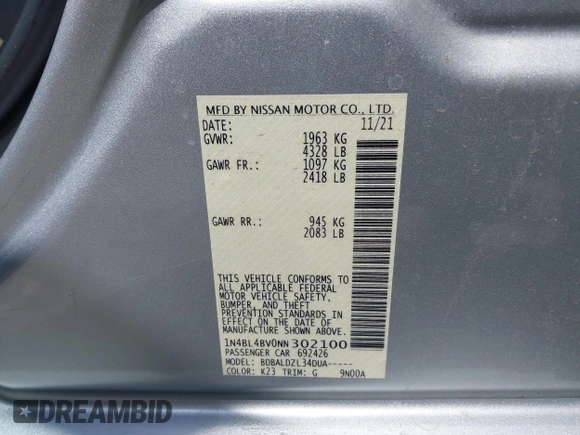 MFD BY NISSAN MOTOR CO., LTD.
DATE: 11/21
GVWR: 1963 KG
4328 LB
GAWR FR.: 1097 KG
2418 LB
GAWR RR.: 945 KG
2083 LB
THIS VEHICLE CONFORMS TO
ALL APPLICABLE FEDERAL
MOTOR VEHICLE SAFETY,
BUMPER, AND THEFT
PREVENTION STANDARDS
IN EFFECT ON THE DATE OF
MANUFACTURE SHOWN ABOVE.
1N4BL4BV0NN302100
PASSENGER CAR 692426
MODEL: BDBALDZL34DUA-----
COLOR: K23 TRIM: G 9N00A
DREAMBID